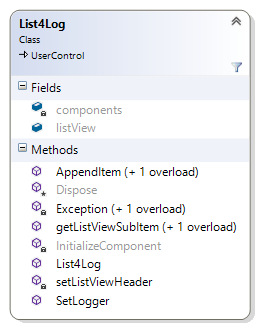 List4Log
Class
UserControl
Fields
components
listView
Methods
AppendItem (+ 1 overload)
Dispose
Exception (+ 1 overload)
getListViewSubItem (+ 1 overload)
InitializeComponent
List4Log
setListViewHeader
SetLogger